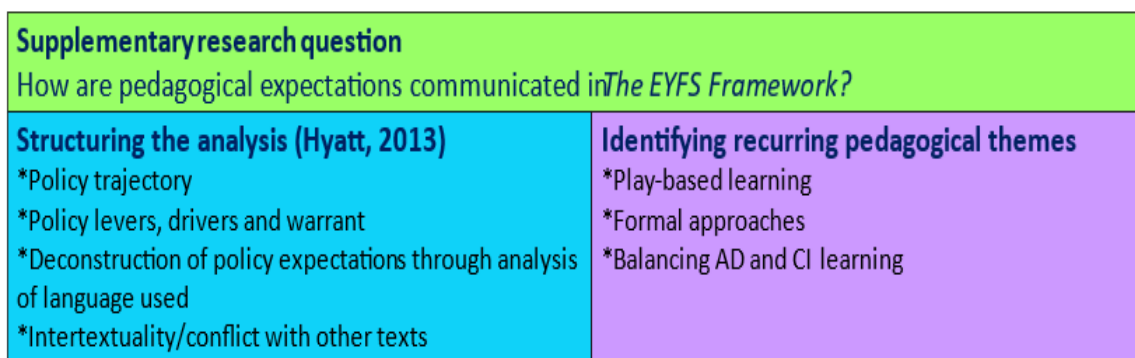 Supplementary research question
How are pedagogical expectations communicated in The EYFS Framework?
Structuring the analysis (Hyatt, 2013)
*Policy trajectory
*Policy levers, drivers and warrant
*Deconstruction of policy expectations through analysis
of language used
*Intertextuality/conflict with other texts
Identifying recurring pedagogical themes
*Play-based learning
*Formal approaches
*Balancing AD and CI learning